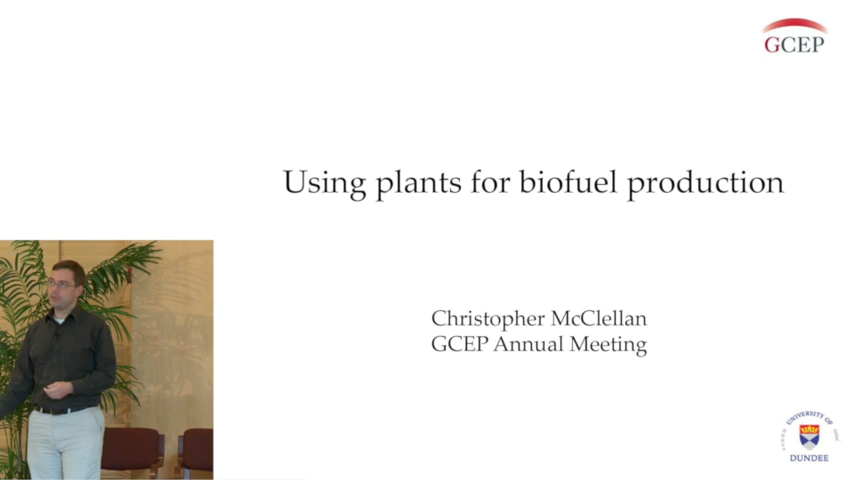 GCEP
Using plants for biofuel production
Christopher McClellan
GCEP Annual Meeting
UNIVERSITY OF
DUNDEE